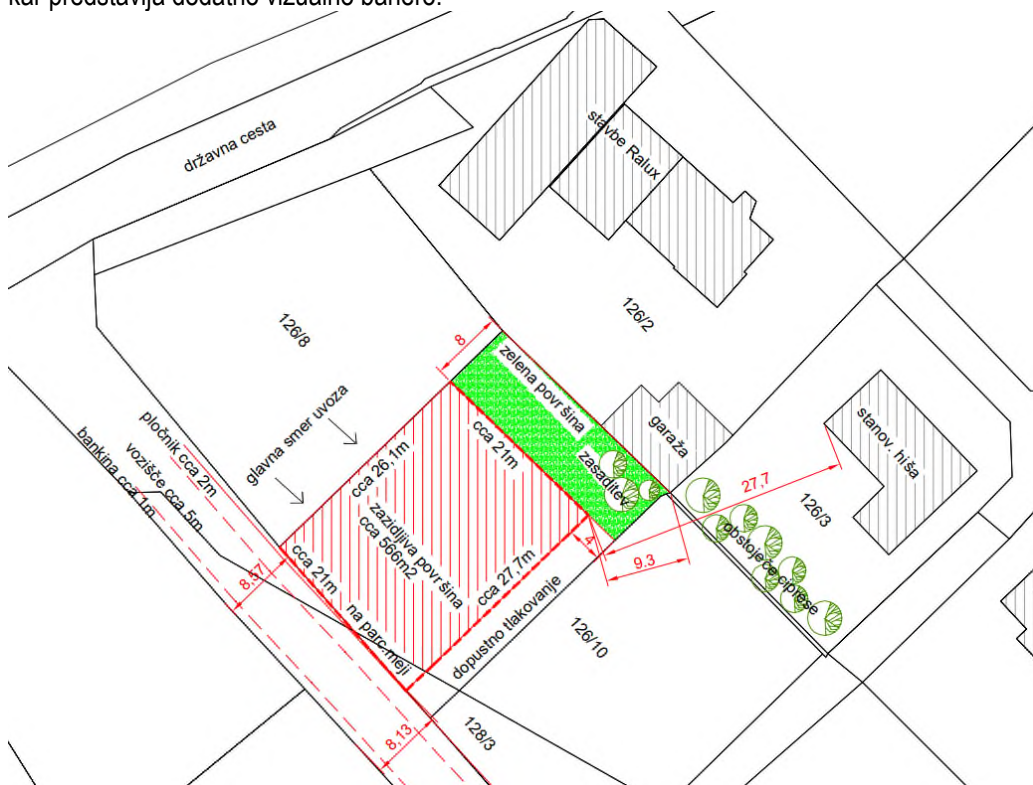 kar predstavlja dodatno vizualno bariero.
državna cesta
stavbe Ralux
126/8
126/2
8
zelena površina
zasaditev
garaža
stanov. hiša
glavna smer uvoza
pločnik cca 2m
vozišče cca 5m
bankina cca 1m
cca 26,1m
cca 21m
27,7
126/3
zazidljiva površina
cca 566m2
obstoječe ciprese
cca 21m
na parc.meji
cca 27,7m
4
9.3
8,57
dopustno tlakovanje
126/10
8,13
128/3